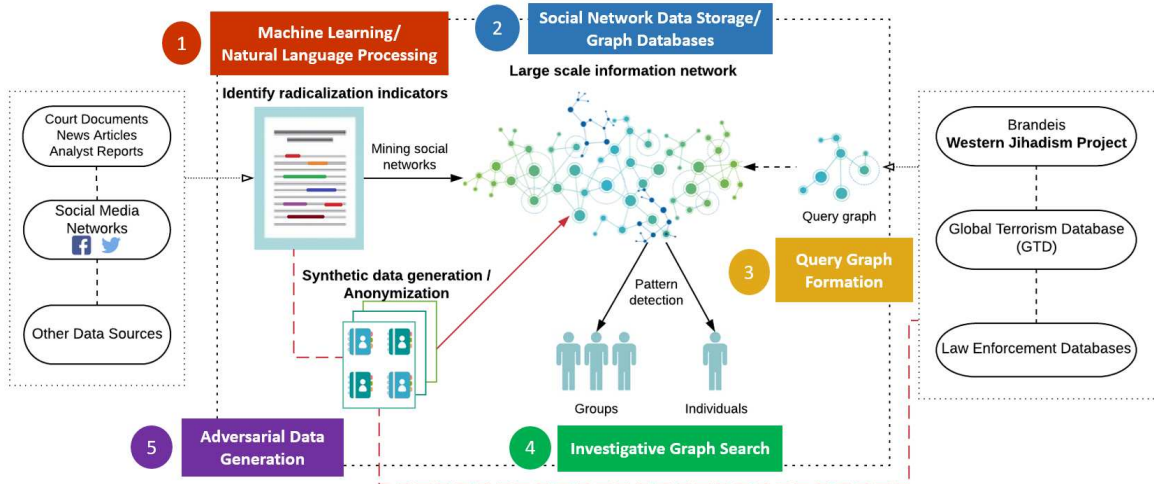 1
Machine Learning/
Natural Language Processing
2
Social Network Data Storage/
Graph Databases
Identify radicalization indicators
Large scale information network
Court Documents
News Articles
Analyst Reports
Mining social
networks
Brandeis
Western Jihadism Project
Social Media
Networks
Query graph
Global Terrorism Database
(GTD)
3
Query Graph
Formation
Synthetic data generation /
Anonymization
Pattern
detection
Other Data Sources
Law Enforcement Databases
Groups
Individuals
5
Adversarial Data
Generation
4
Investigative Graph Search